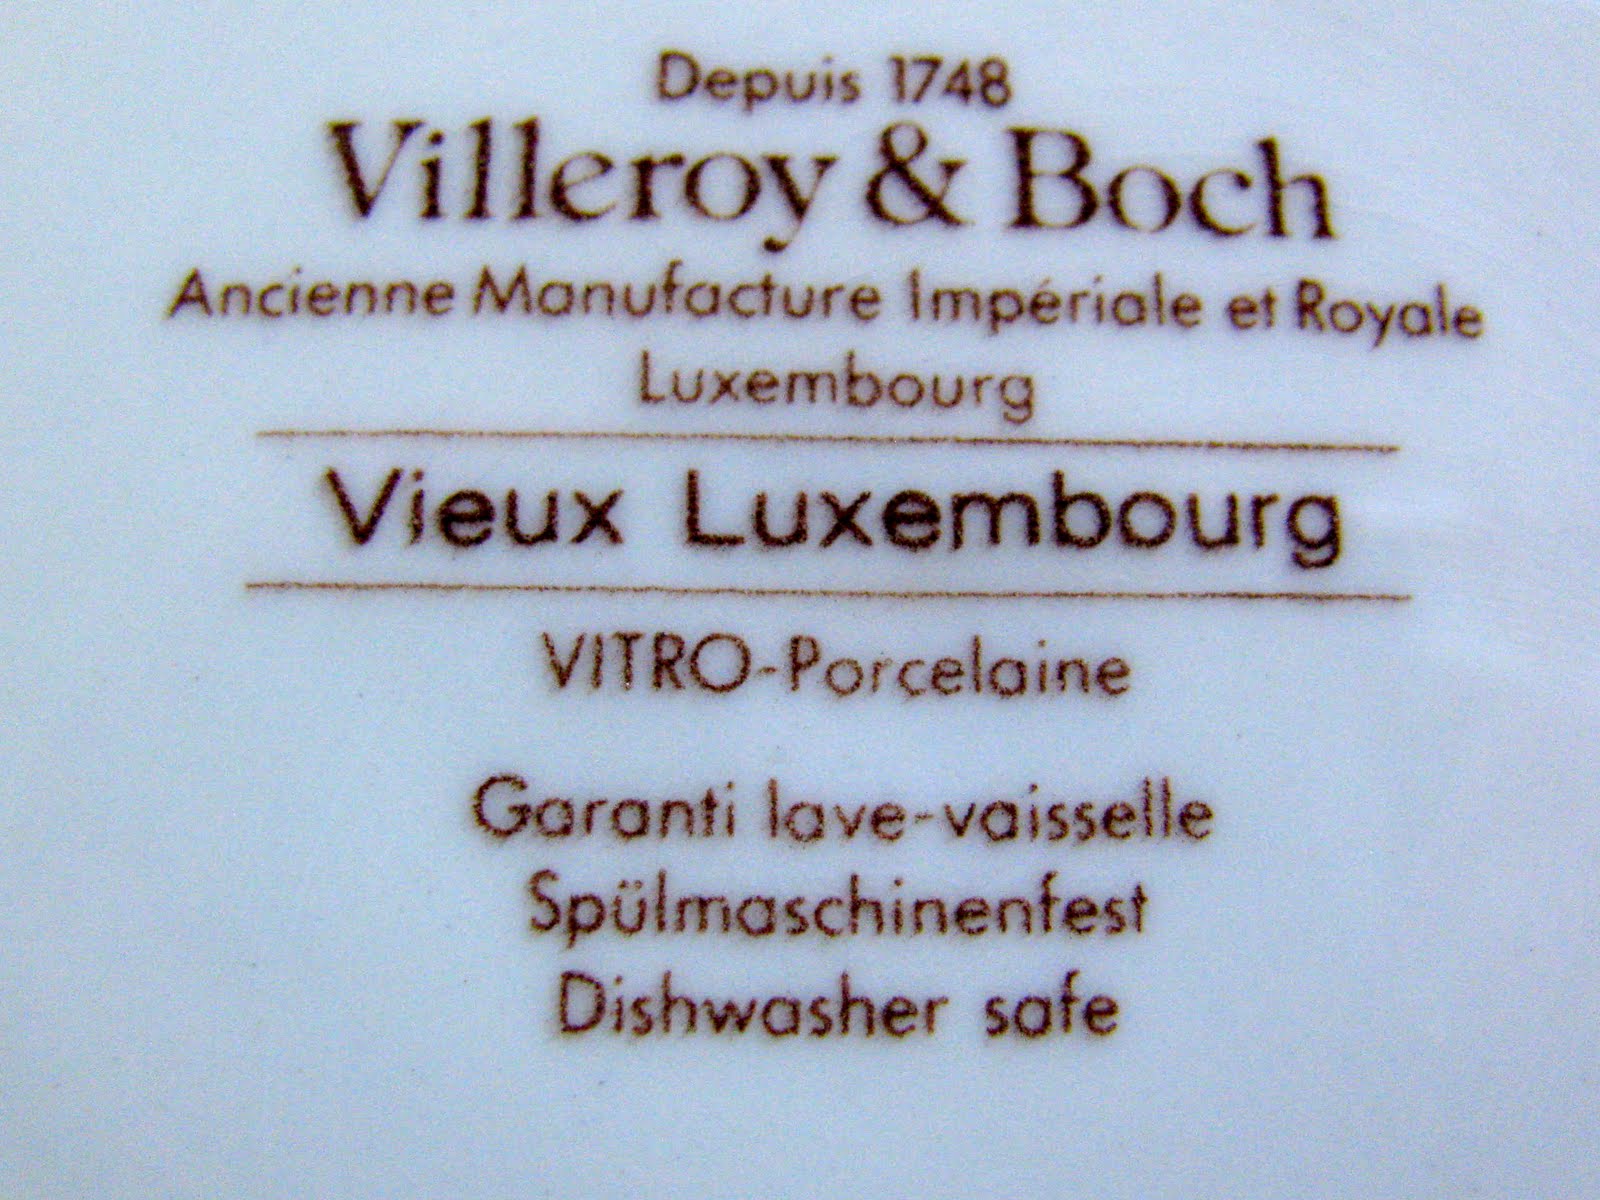 Depuis 1748
Villeroy & Boch
Ancienne Manufacture Impériale et Royale
Luxembourg
Vieux Luxembourg
VITRO-Porcelaine
Garanti lave-vaisselle
Spülmaschinenfest
Dishwasher safe